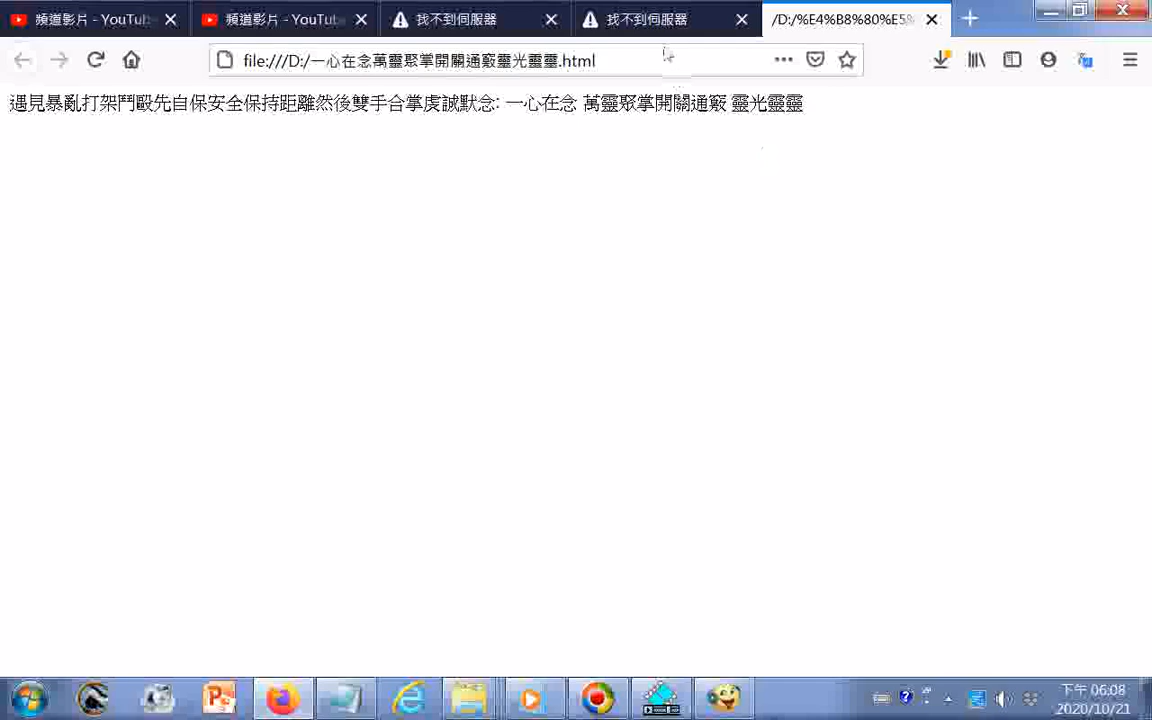 頻道影片 - YouTub
頻道影片 - YouTub
找不到伺服器
找不到伺服器
/D:/%E4%B8%80%E5%
file:///D:/一心在念萬靈聚掌開關通竅靈光靈靈.html
遇見暴亂打架鬥毆先自保安全保持距離然後雙手合掌虔誠默念: 一心在念 萬靈聚掌開關通竅 靈光靈靈
下午 06:08
2020/10/21